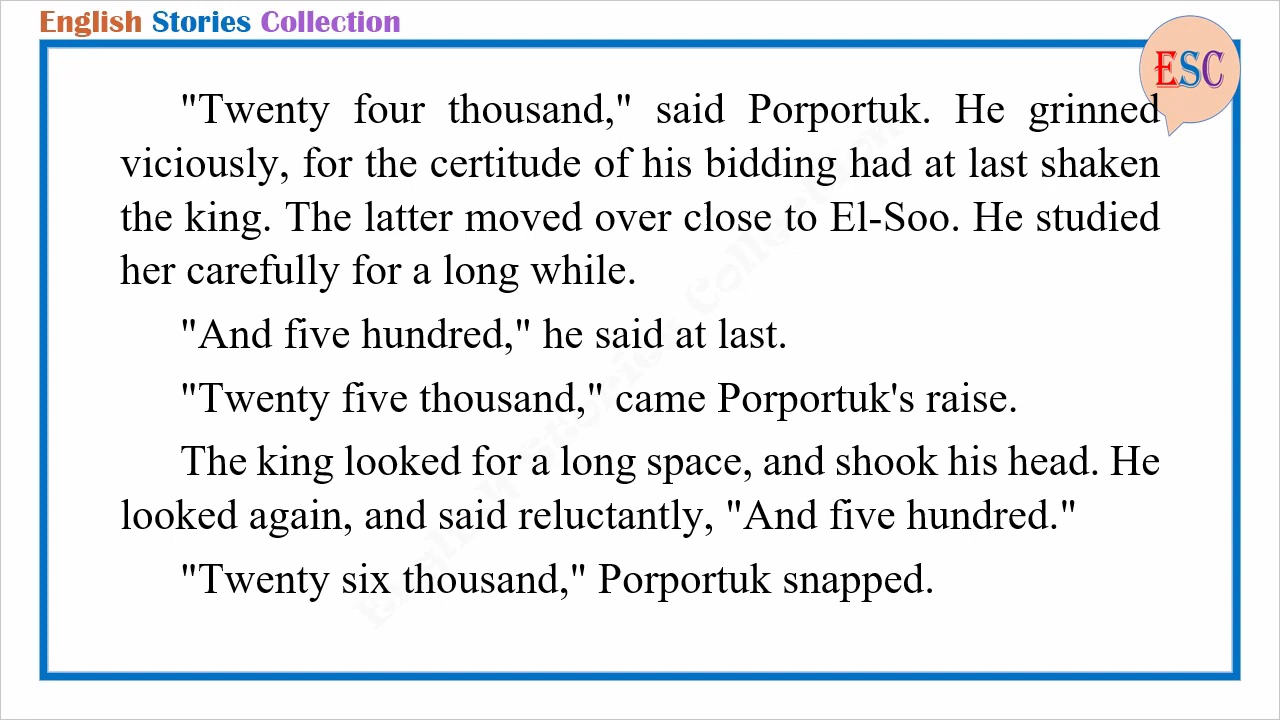 English Stories Collection
ESC
"Twenty four thousand," said Porportuk. He grinned
viciously, for the certitude of his bidding had at last shaken
the king. The latter moved over close to El-Soo. He studied
her carefully for a long while.
"And five hundred," he said at last.
"Twenty five thousand," came Porportuk's raise.
The king looked for a long space, and shook his head. He
looked again, and said reluctantly, "And five hundred."
"Twenty six thousand," Porportuk snapped.
English Stories Collection